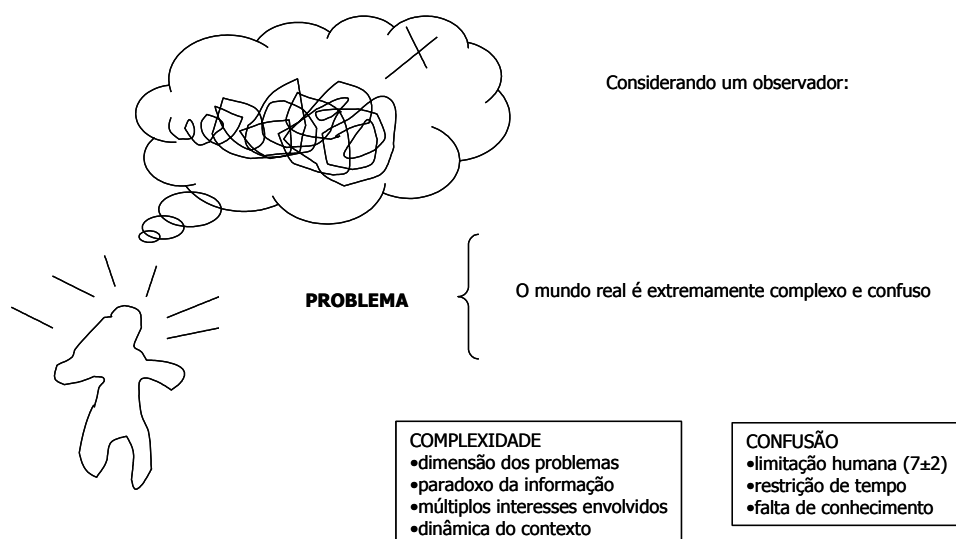 Considerando um observador:
PROBLEMA
O mundo real é extremamente complexo e confuso
COMPLEXIDADE
•dimensão dos problemas
•paradoxo da informação
•múltiplos interesses envolvidos
•dinâmica do contexto
CONFUSÃO
•limitação humana (7±2)
•restrição de tempo
•falta de conhecimento